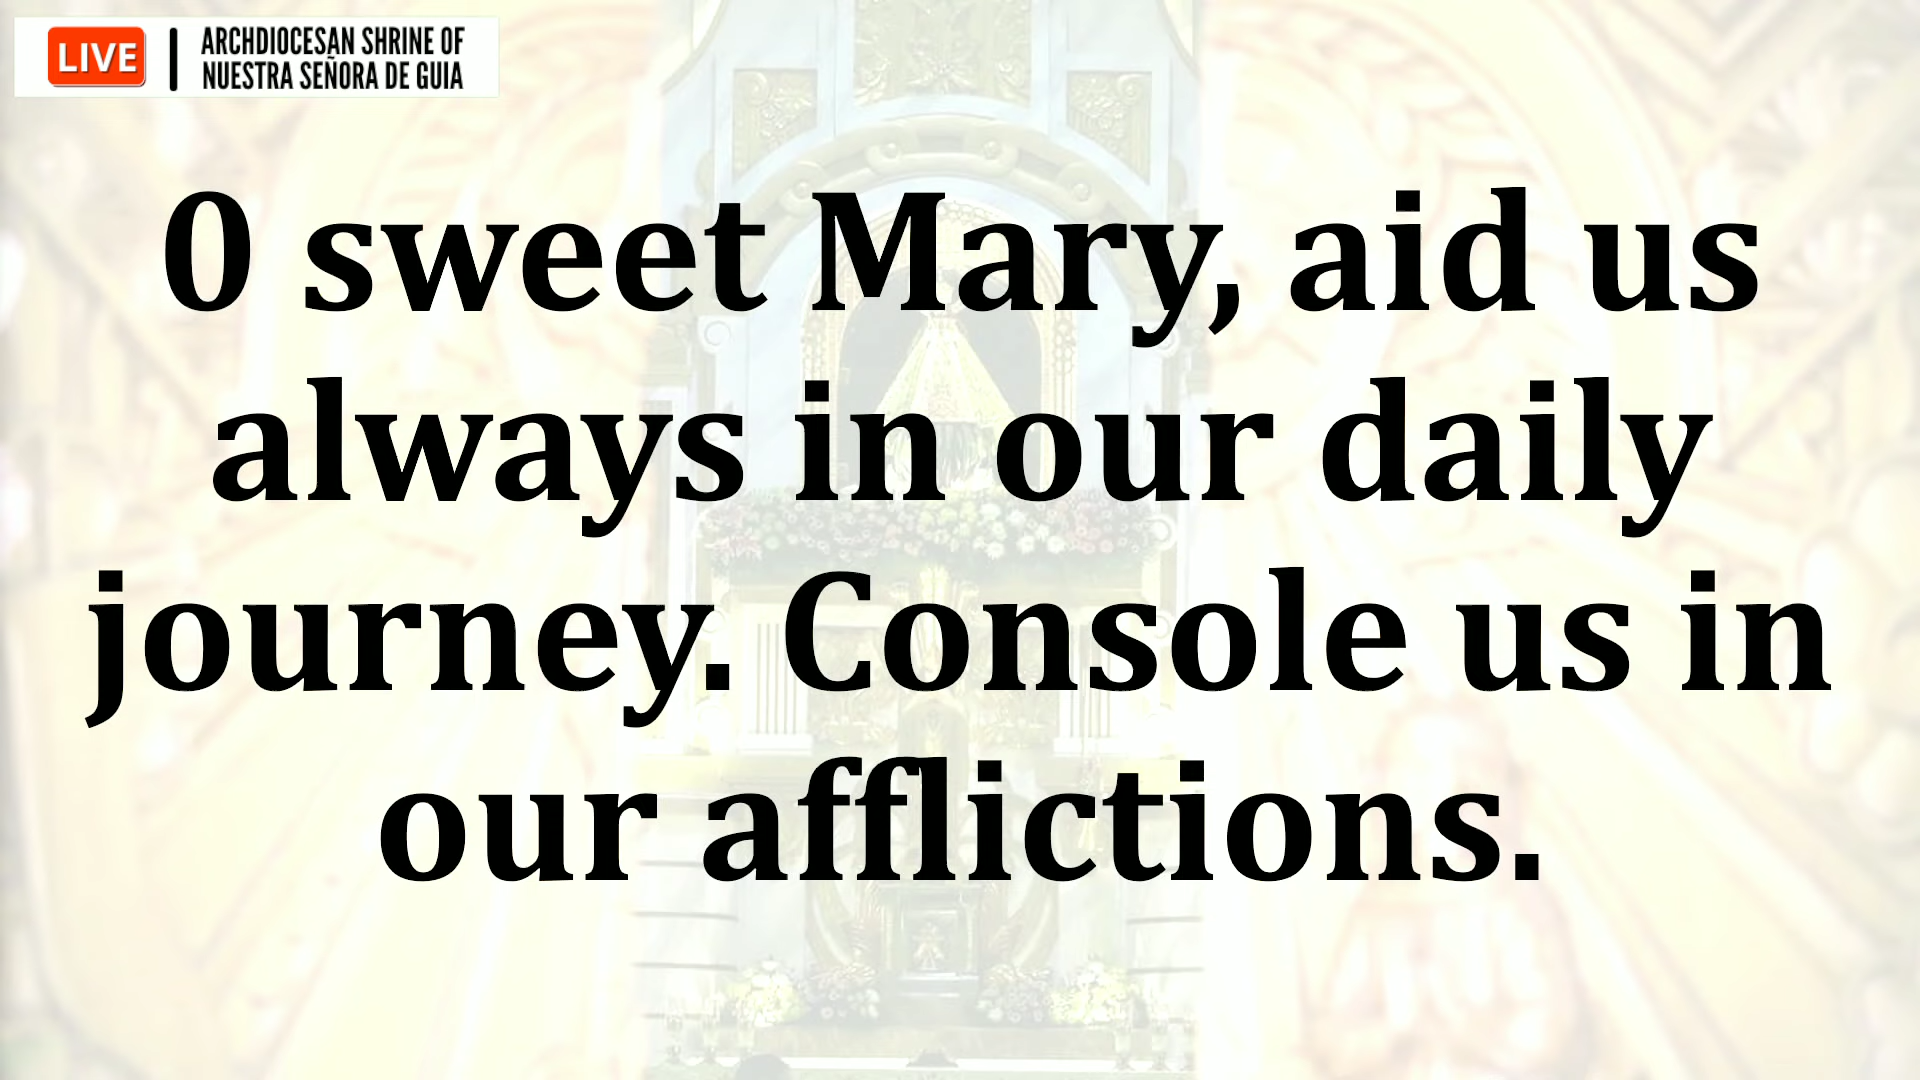 LIVE
ARCHDIOCESAN SHRINE OF
NUESTRA SEÑORA DE GUIA
0 sweet Mary, aid us
always in our daily
journey. Console us in
our afflictions.